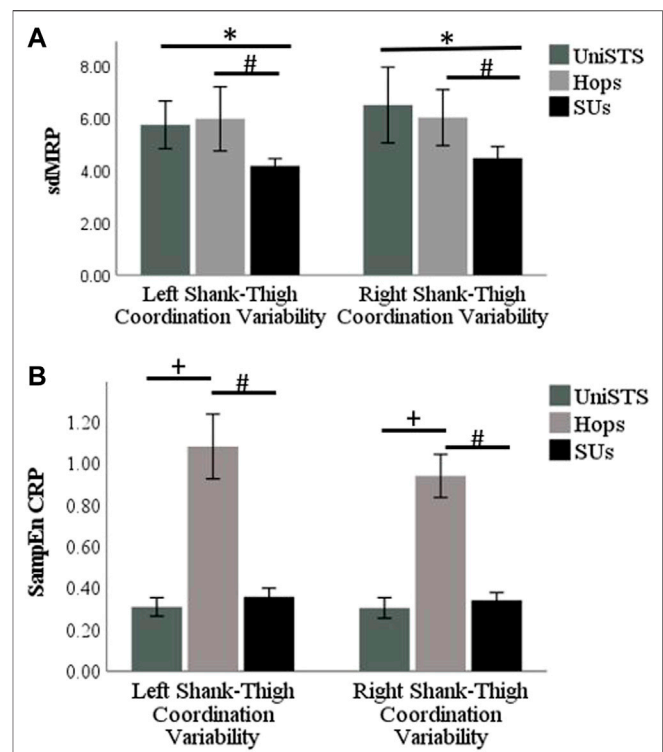 A
*
*
#
#
UniSTS
Hops
SUs
sdMRP
8.00
6.00
4.00
2.00
0.00
Left Shank-Thigh
Coordination Variability
Right Shank-Thigh
Coordination Variability
B
+
#
+
#
UniSTS
Hops
SUs
SampEn CRP
1.20
1.00
0.80
0.60
0.40
0.20
0.00
Left Shank-Thigh
Coordination
Variability
Right Shank-Thigh
Coordination
Variability